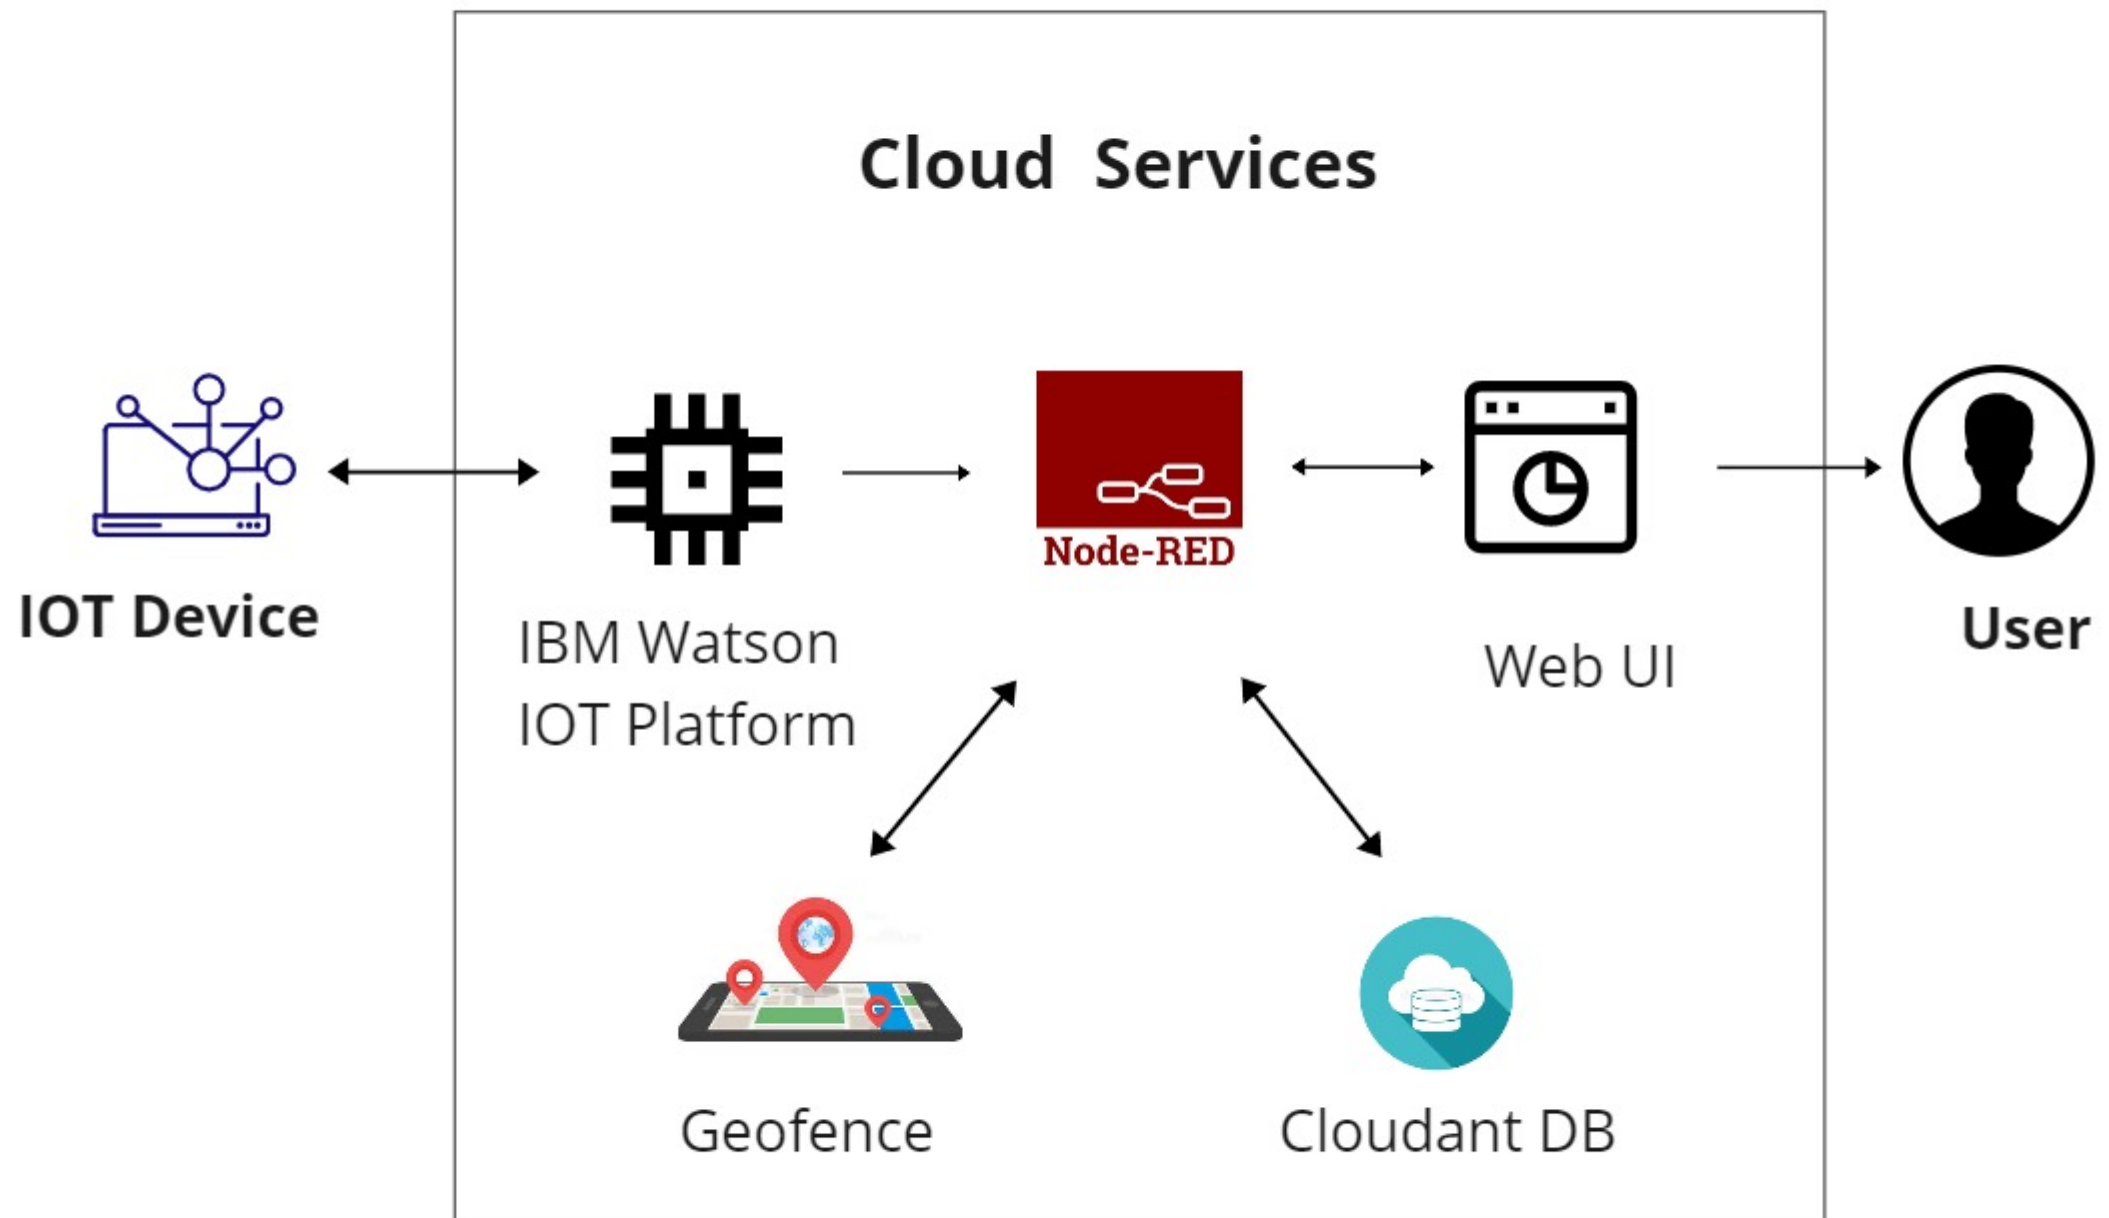 Cloud Services
Node-RED
IOT Device
IBM Watson
IOT Platform
Web UI
User
Geofence
Cloudant DB